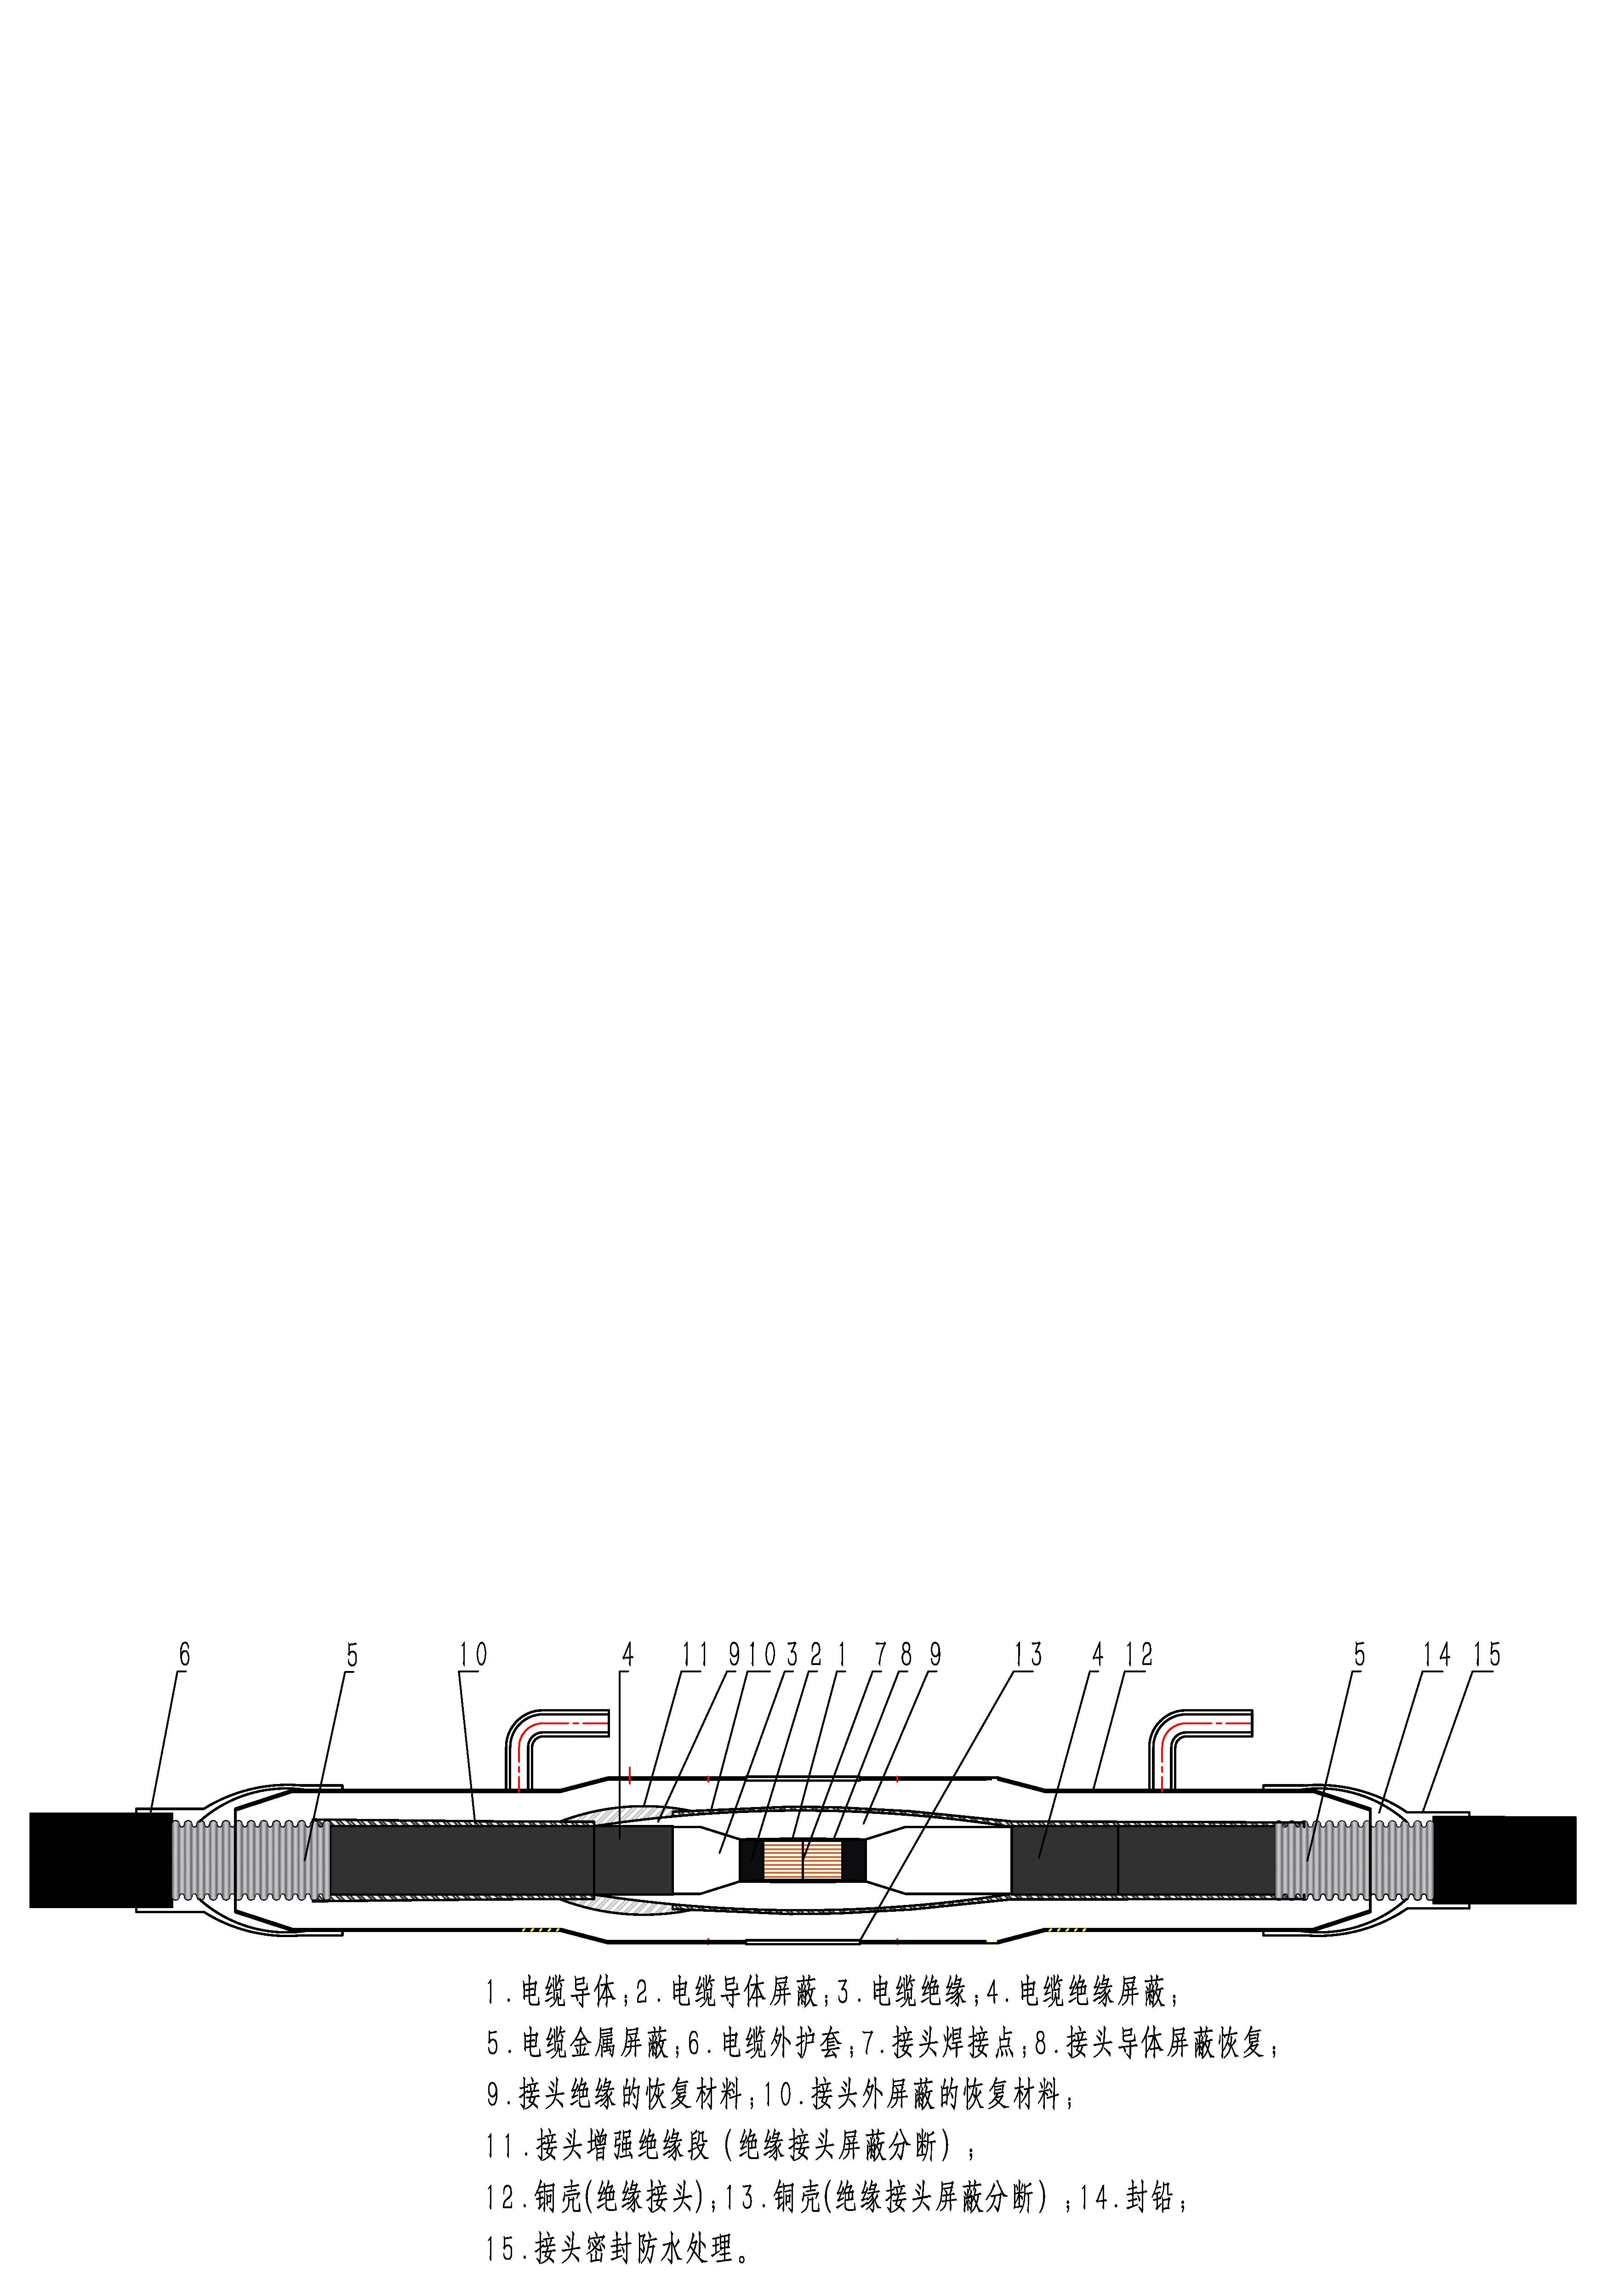 6 5 10 4 11 9 10 3 2 1 7 8 9 13 4 12 5 14 15
1.电缆导体;2.电缆导体屏蔽;3.电缆绝缘;4.电缆绝缘屏蔽;
5.电缆金属屏蔽;6.电缆外护套;7.接头焊接点;8.接头导体屏蔽恢复;
9.接头绝缘的恢复材料;10.接头外屏蔽的恢复材料;
11.接头增强绝缘段（绝缘接头屏蔽分断）;
12.铜壳(绝缘接头);13.铜壳(绝缘接头屏蔽分断）;14.封铅;
15.接头密封防水处理。